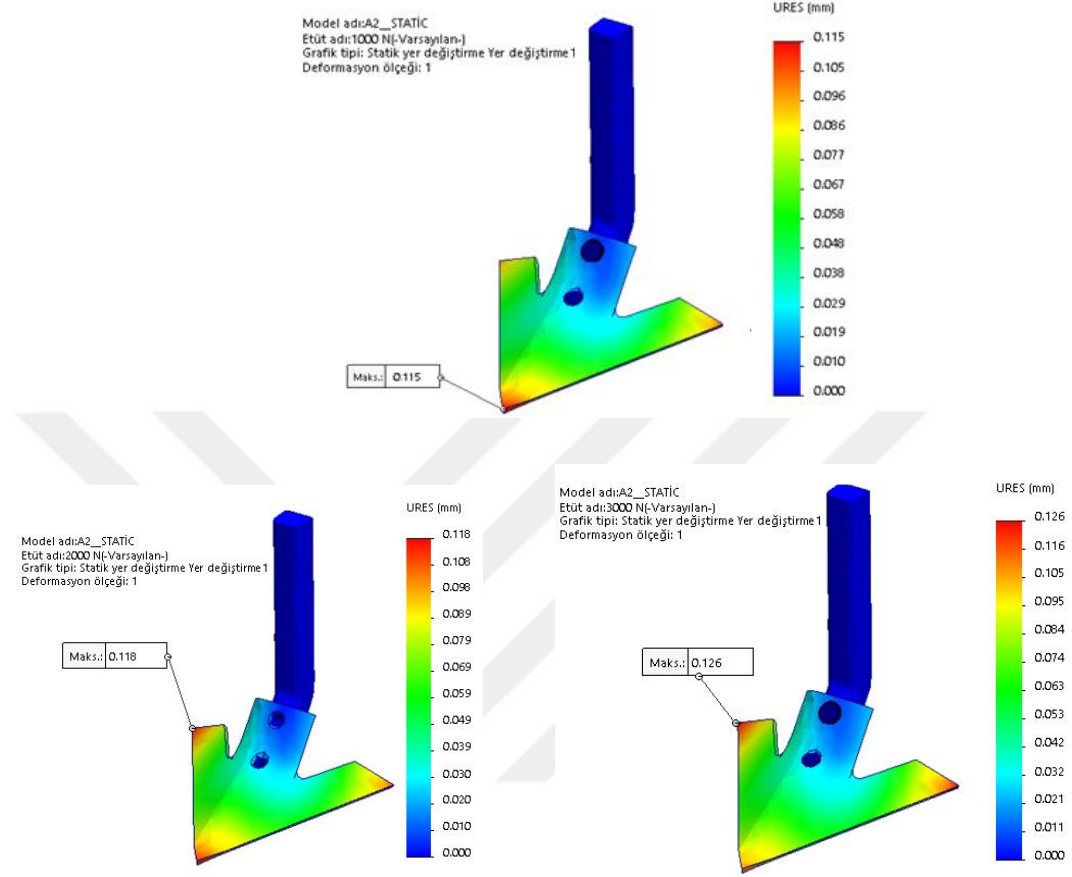 Model adı:A2__STATİC
Etüt adı:1000 N(-Varsayılan-)
Grafik tipi: Statik yer değiştirme Yer değiştirme1
Deformasyon ölçeği: 1
URES (mm)
0.115
0.105
0.096
0.086
0.077
0.067
0.058
0.048
0.038
0.029
0.019
0.010
0.000
Maks.: 0.115
Model adı:A2__STATİC
Etüt adı:2000 N(-Varsayılan-)
Grafik tipi: Statik yer değiştirme Yer değiştirme1
Deformasyon ölçeği: 1
URES (mm)
0.118
0.108
0.098
0.089
0.079
0.069
0.059
0.049
0.039
0.030
0.020
0.010
0.000
Maks.: 0.118
Model adı:A2__STATİC
Etüt adı:3000 N(-Varsayılan-)
Grafik tipi: Statik yer değiştirme Yer değiştirme1
Deformasyon ölçeği: 1
URES (mm)
0.126
0.116
0.105
0.095
0.084
0.074
0.063
0.053
0.042
0.032
0.021
0.011
0.000
Maks.: 0.126